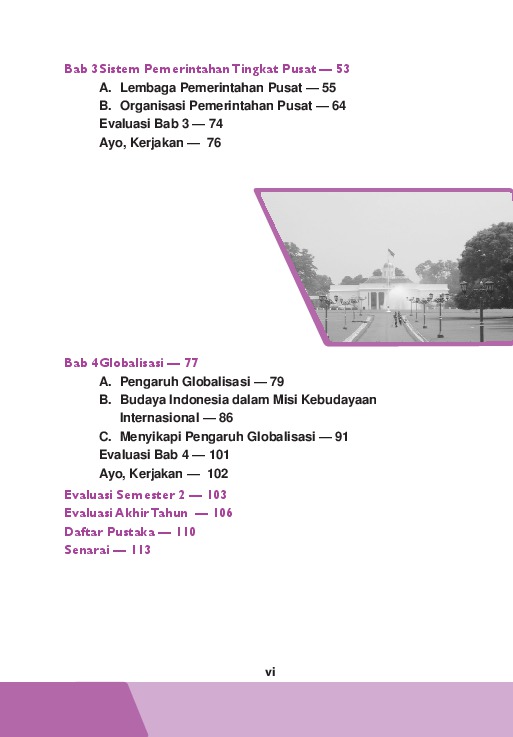 Bab 3 Sistem Pemerintahan Tingkat Pusat — 53
A. Lembaga Pemerintahan Pusat — 55
B. Organisasi Pemerintahan Pusat — 64
Evaluasi Bab 3 — 74
Ayo, Kerjakan — 76
Bab 4 Globalisasi — 77
A. Pengaruh Globalisasi — 79
B. Budaya Indonesia dalam Misi Kebudayaan
Internasional — 86
C. Menyikapi Pengaruh Globalisasi — 91
Evaluasi Bab 4 — 101
Ayo, Kerjakan — 102
Evaluasi Semester 2 — 103
Evaluasi Akhir Tahun — 106
Daftar Pustaka — 110
Senarai — 113
vi